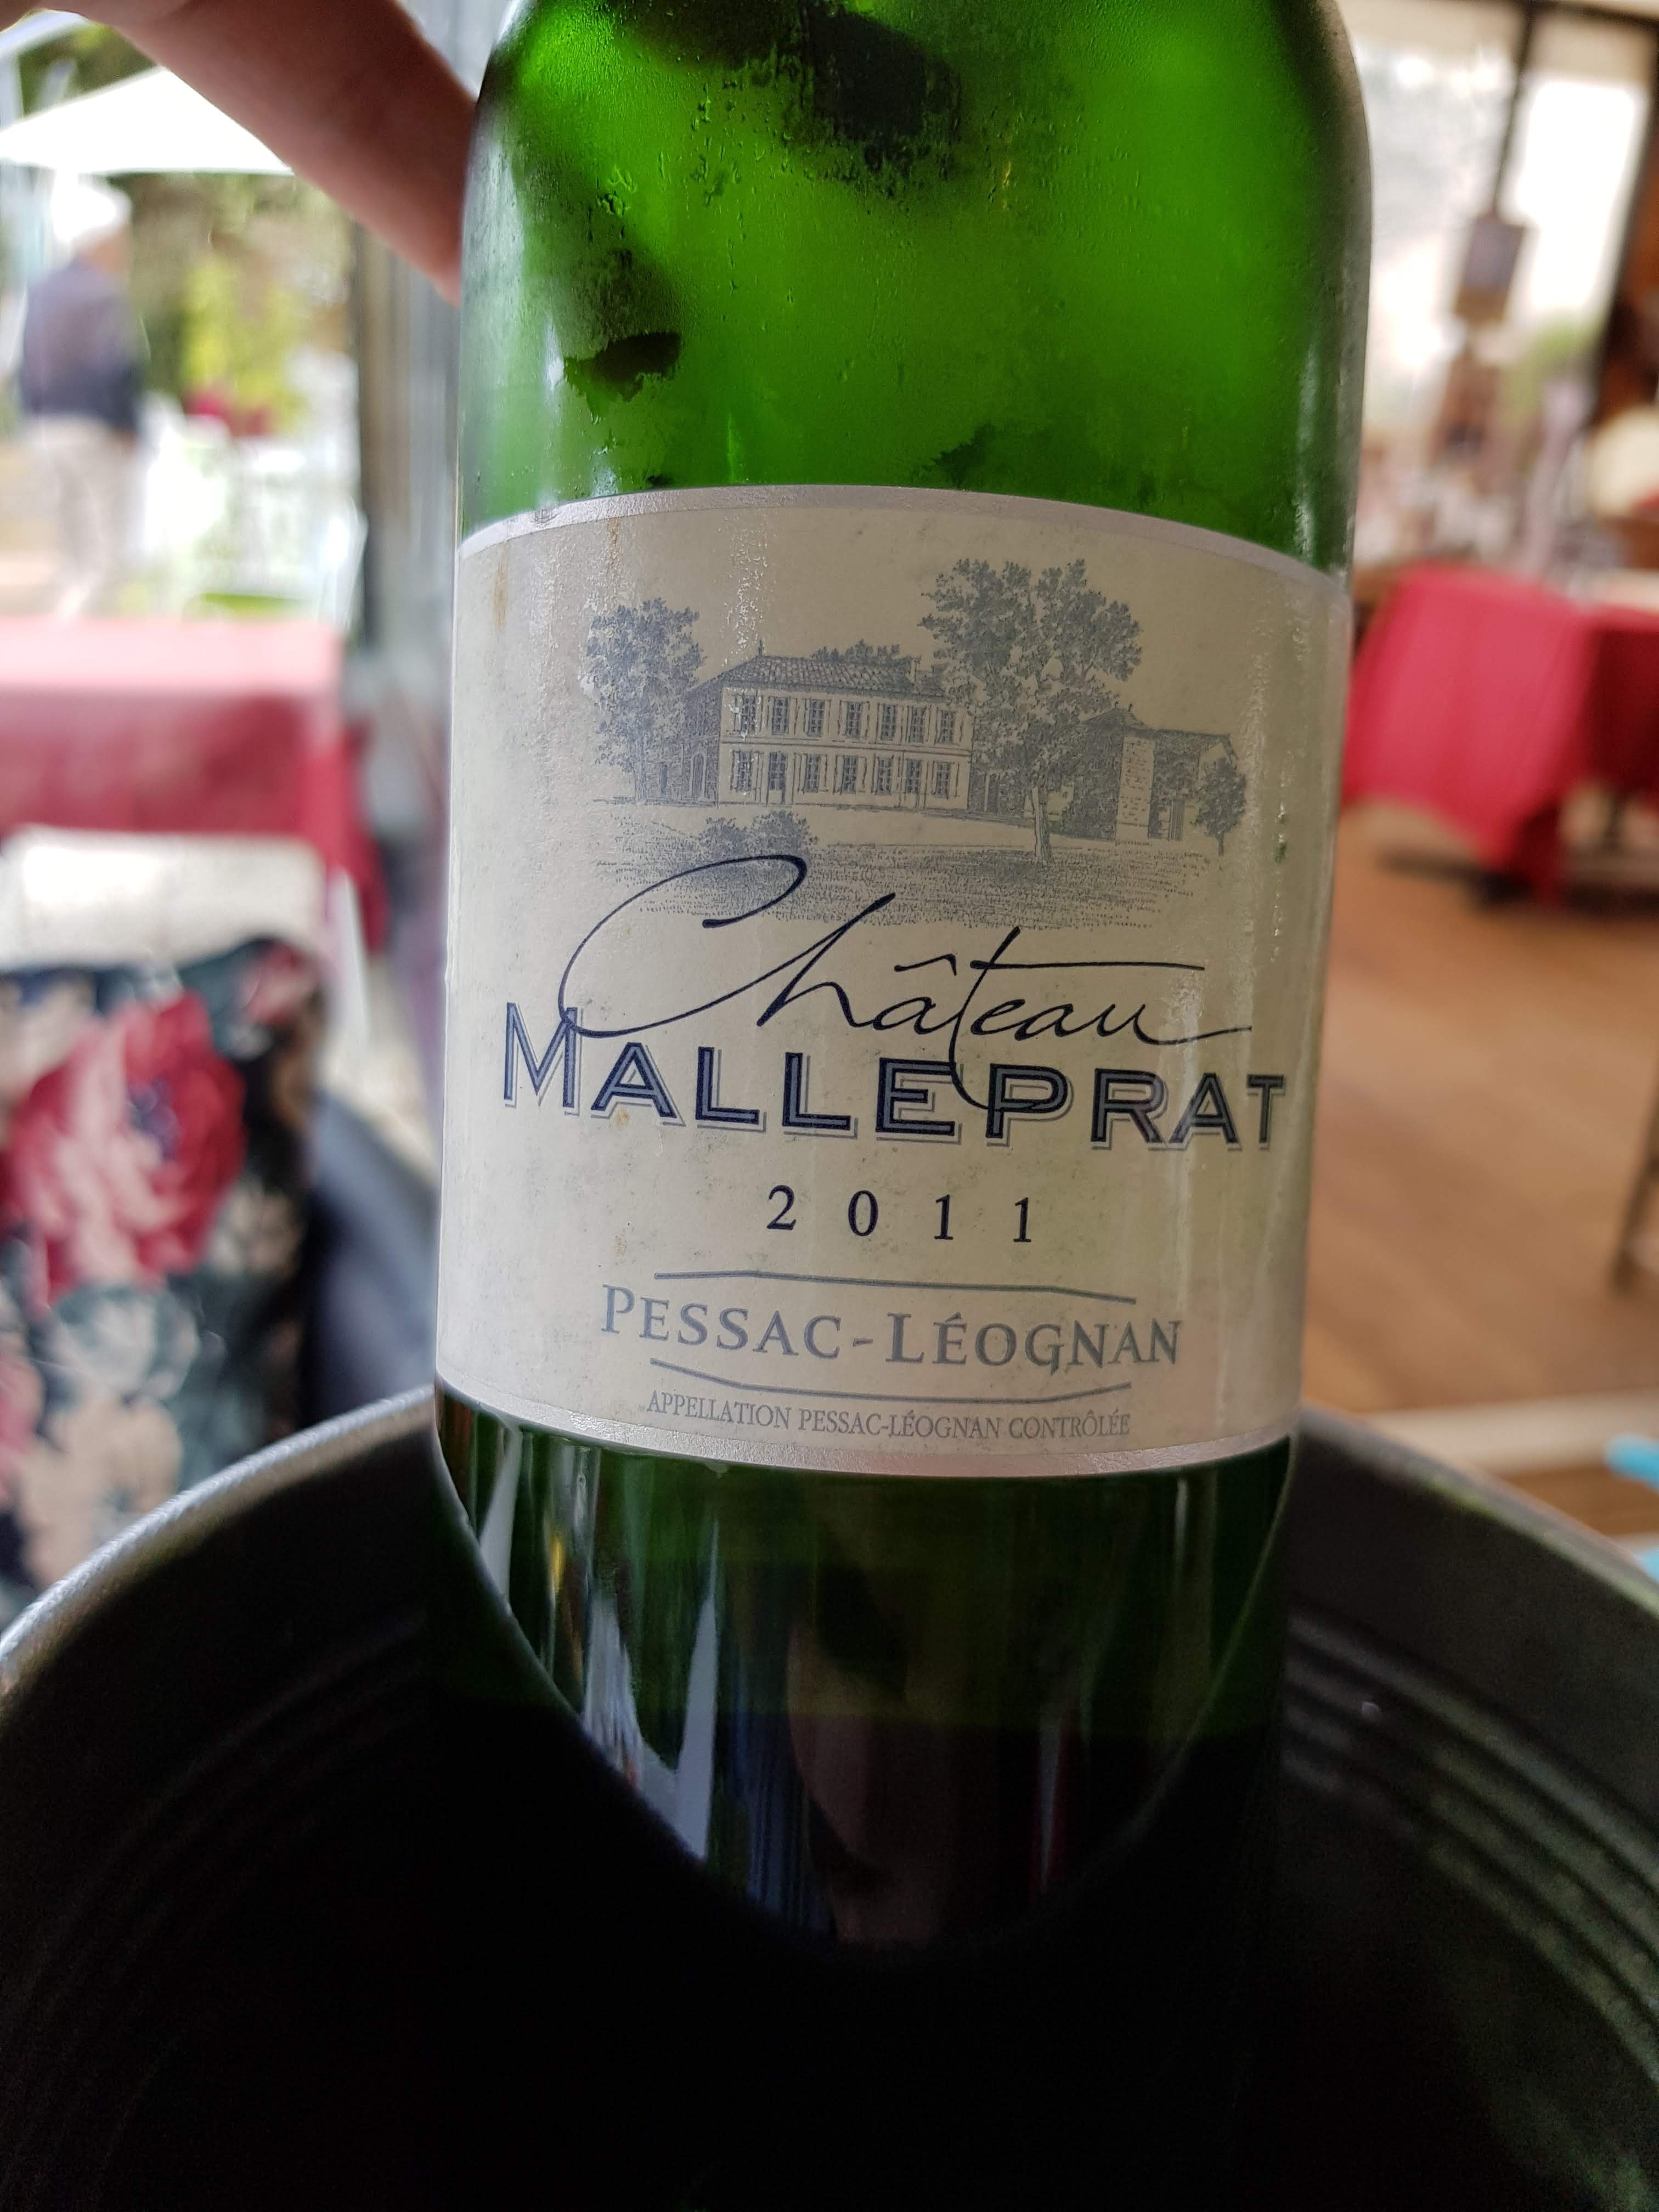 Château
MALLEPRAT
2011
PESSAC-LÉOGNAN
APPELLATION PESSAC-LÉOGNAN CONTRÔLÉE